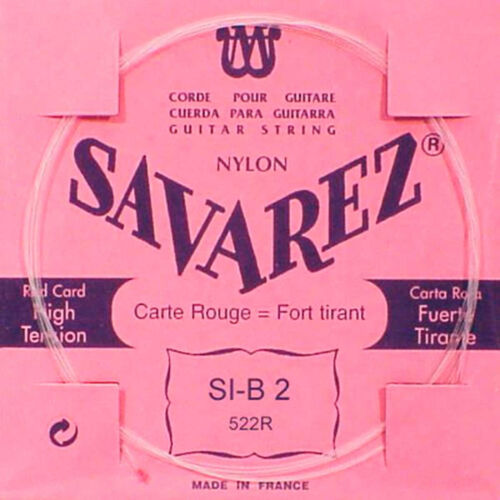 CORDE POUR GUITARE
CUERDA PARA GUITARRA
GUITAR STRING
NYLON
SAVAREZ®
Red Card
High
Tension
Carte Rouge = Fort tirant
Carta Roja
Fuerte
Tirante
SI-B 2
522R
MADE IN FRANCE